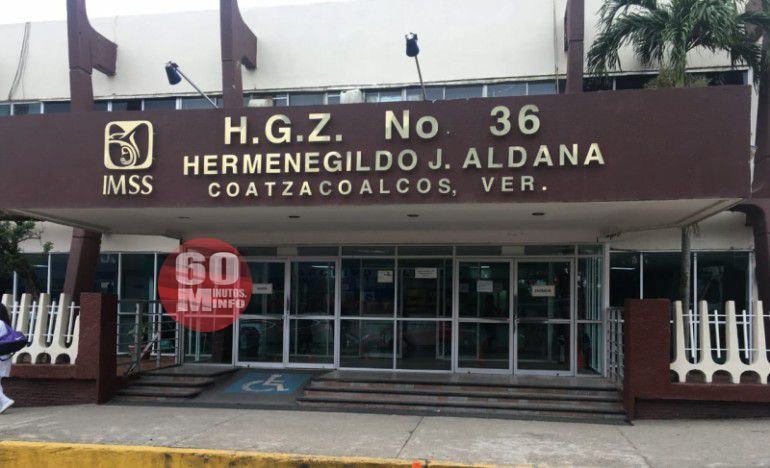 H.G.Z. No 36
HERMENEGILDO J. ALDANA
COATZACOALCOS, VER.
IMSS
60
MINUTOS.
INFO